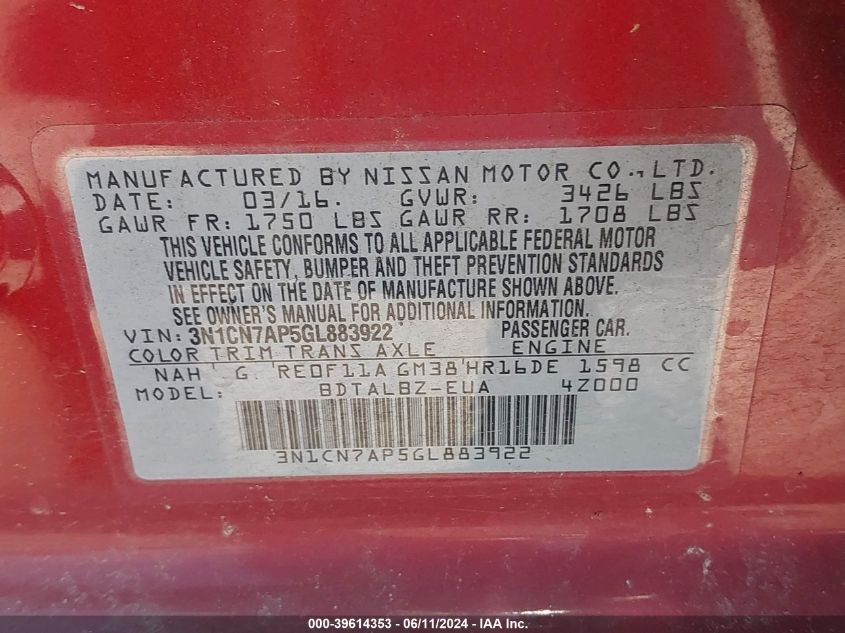 MANUFACTURED BY NISSAN MOTOR CO., LTD.
DATE: 03/16. GVWR: 3426 LBS
GAWR FR: 1750 LBS GAWR RR: 1708 LBS
THIS VEHICLE CONFORMS TO ALL APPLICABLE FEDERAL MOTOR
VEHICLE SAFETY, BUMPER AND THEFT PREVENTION STANDARDS
IN EFFECT ON THE DATE OF MANUFACTURE SHOWN ABOVE.
SEE OWNER'S MANUAL FOR ADDITIONAL INFORMATION.
VIN: 3N1CN7AP5GL883922 PASSENGER CAR.
COLOR TRIM TRANS AXLE ENGINE
NAH G RE0F11A GM38 HR16DE 1598 CC
MODEL: BDTALBZ-EUA 4Z000
3N1CN7AP5GL883922
000-39614353 - 06/11/2024 - IAA Inc.